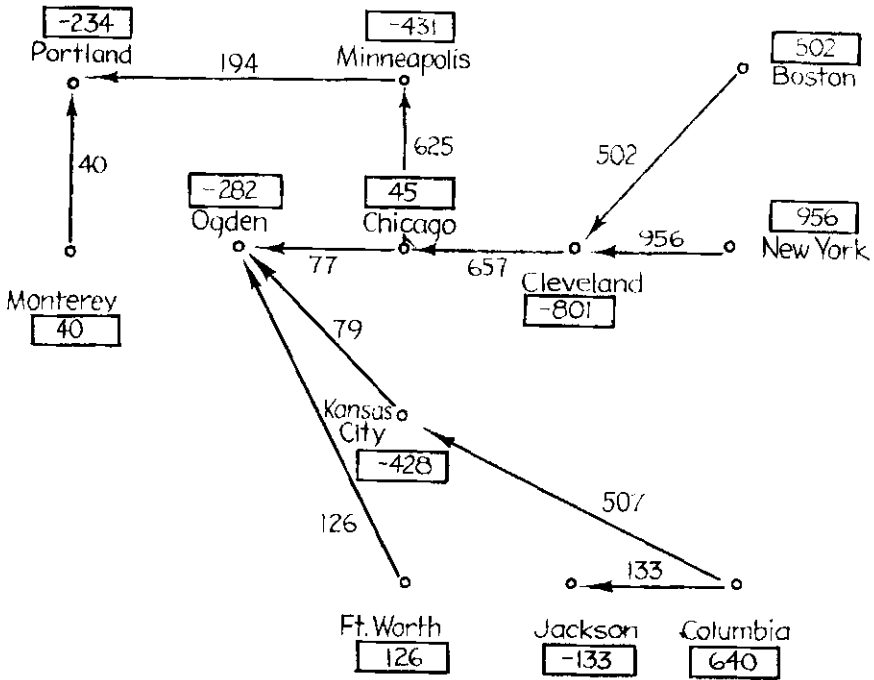 -234
Portland
-431
Minneapolis
502
Boston
194
40
625
502
-282
Ogden
45
Chicago
956
New York
77
657
956
Cleveland
-801
Monterey
40
79
Kansas
City
-428
126
507
133
Ft. Worth
126
Jackson
-133
Columbia
640